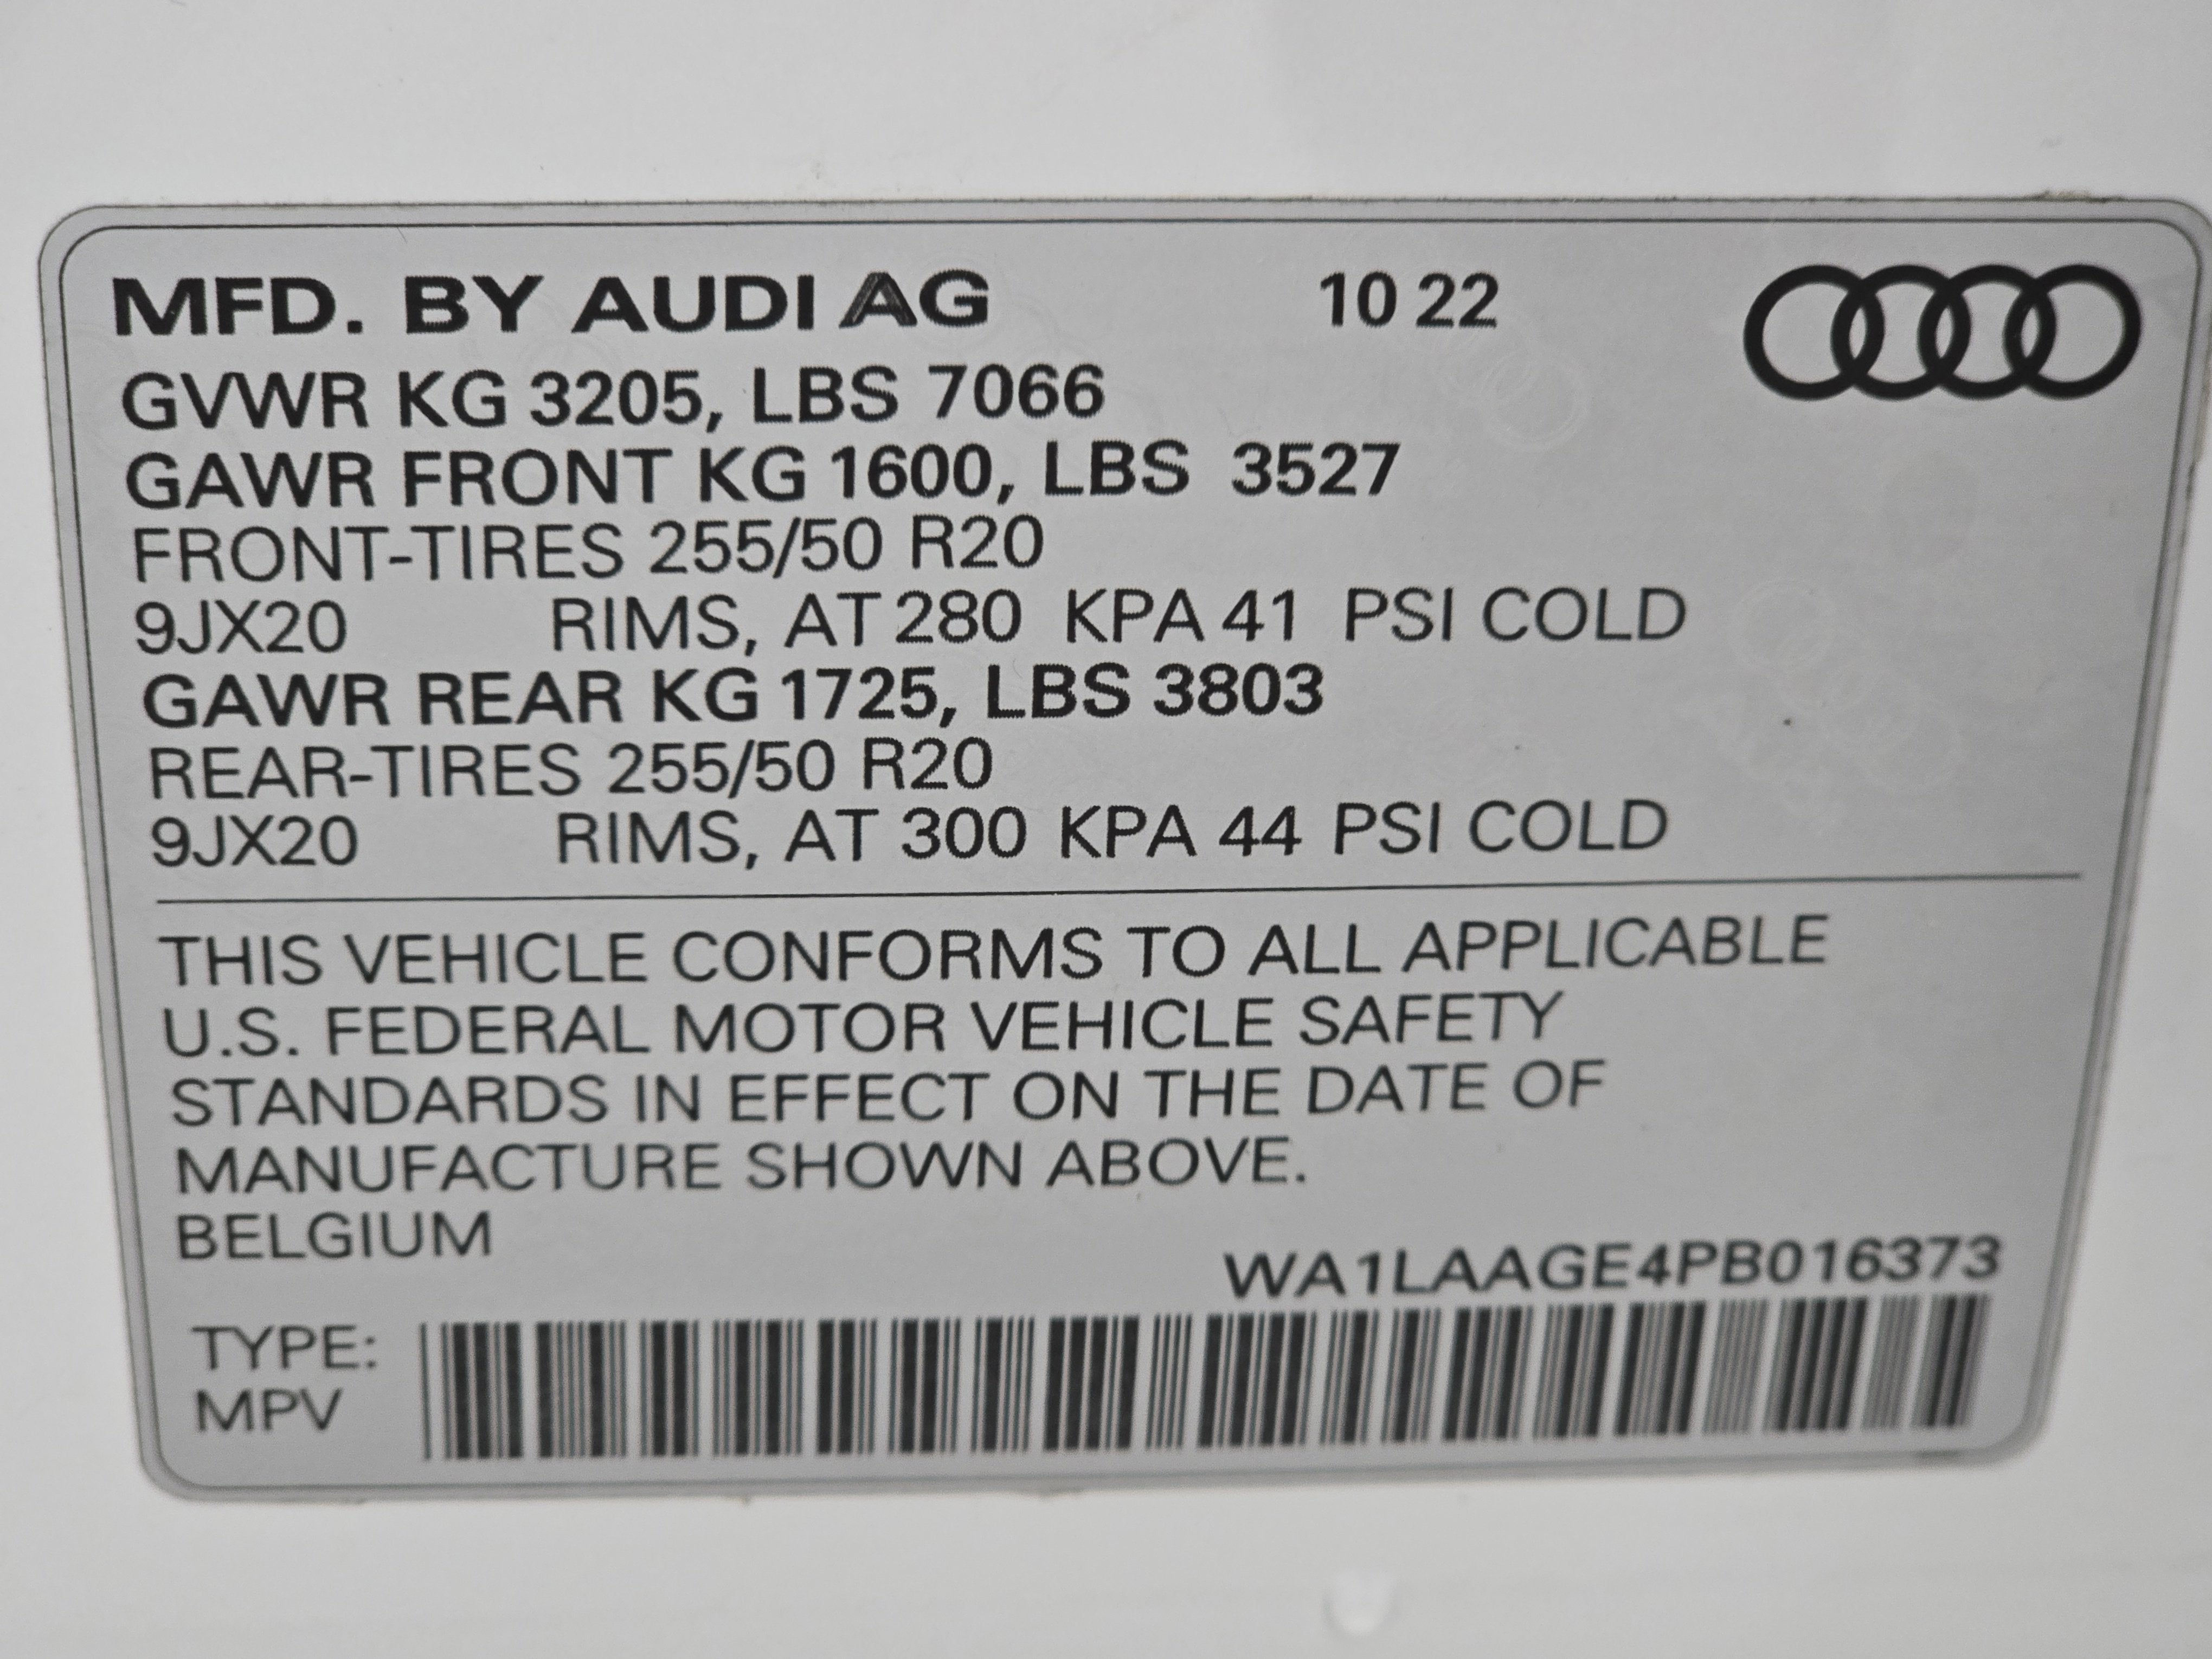 MFD. BY AUDI AG 10 22
GVWR KG 3205, LBS 7066
GAWR FRONT KG 1600, LBS 3527
FRONT-TIRES 255/50 R20
9JX20 RIMS, AT 280 KPA 41 PSI COLD
GAWR REAR KG 1725, LBS 3803
REAR-TIRES 255/50 R20
9JX20 RIMS, AT 300 KPA 44 PSI COLD
THIS VEHICLE CONFORMS TO ALL APPLICABLE
U.S. FEDERAL MOTOR VEHICLE SAFETY
STANDARDS IN EFFECT ON THE DATE OF
MANUFACTURE SHOWN ABOVE.
BELGIUM
WA1LAAGE4PB016373
TYPE:
MPV